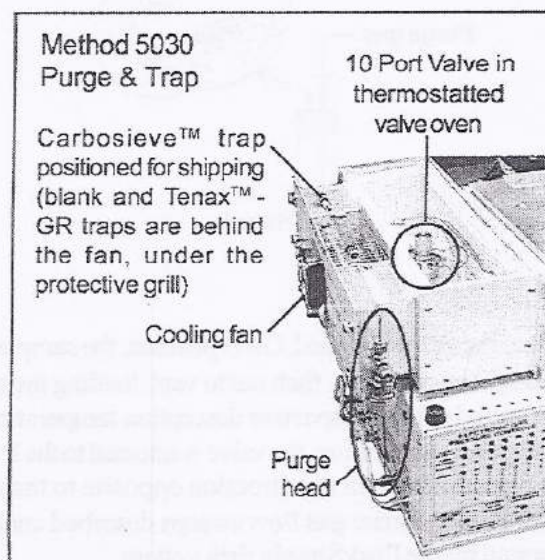 Method 5030
Purge & Trap
10 Port Valve in
thermostatted
valve oven
Carbosieve™ trap
positioned for shipping
(blank and Tenax™-
GR traps are behind
the fan, under the
protective grill)
Cooling fan
Purge
head